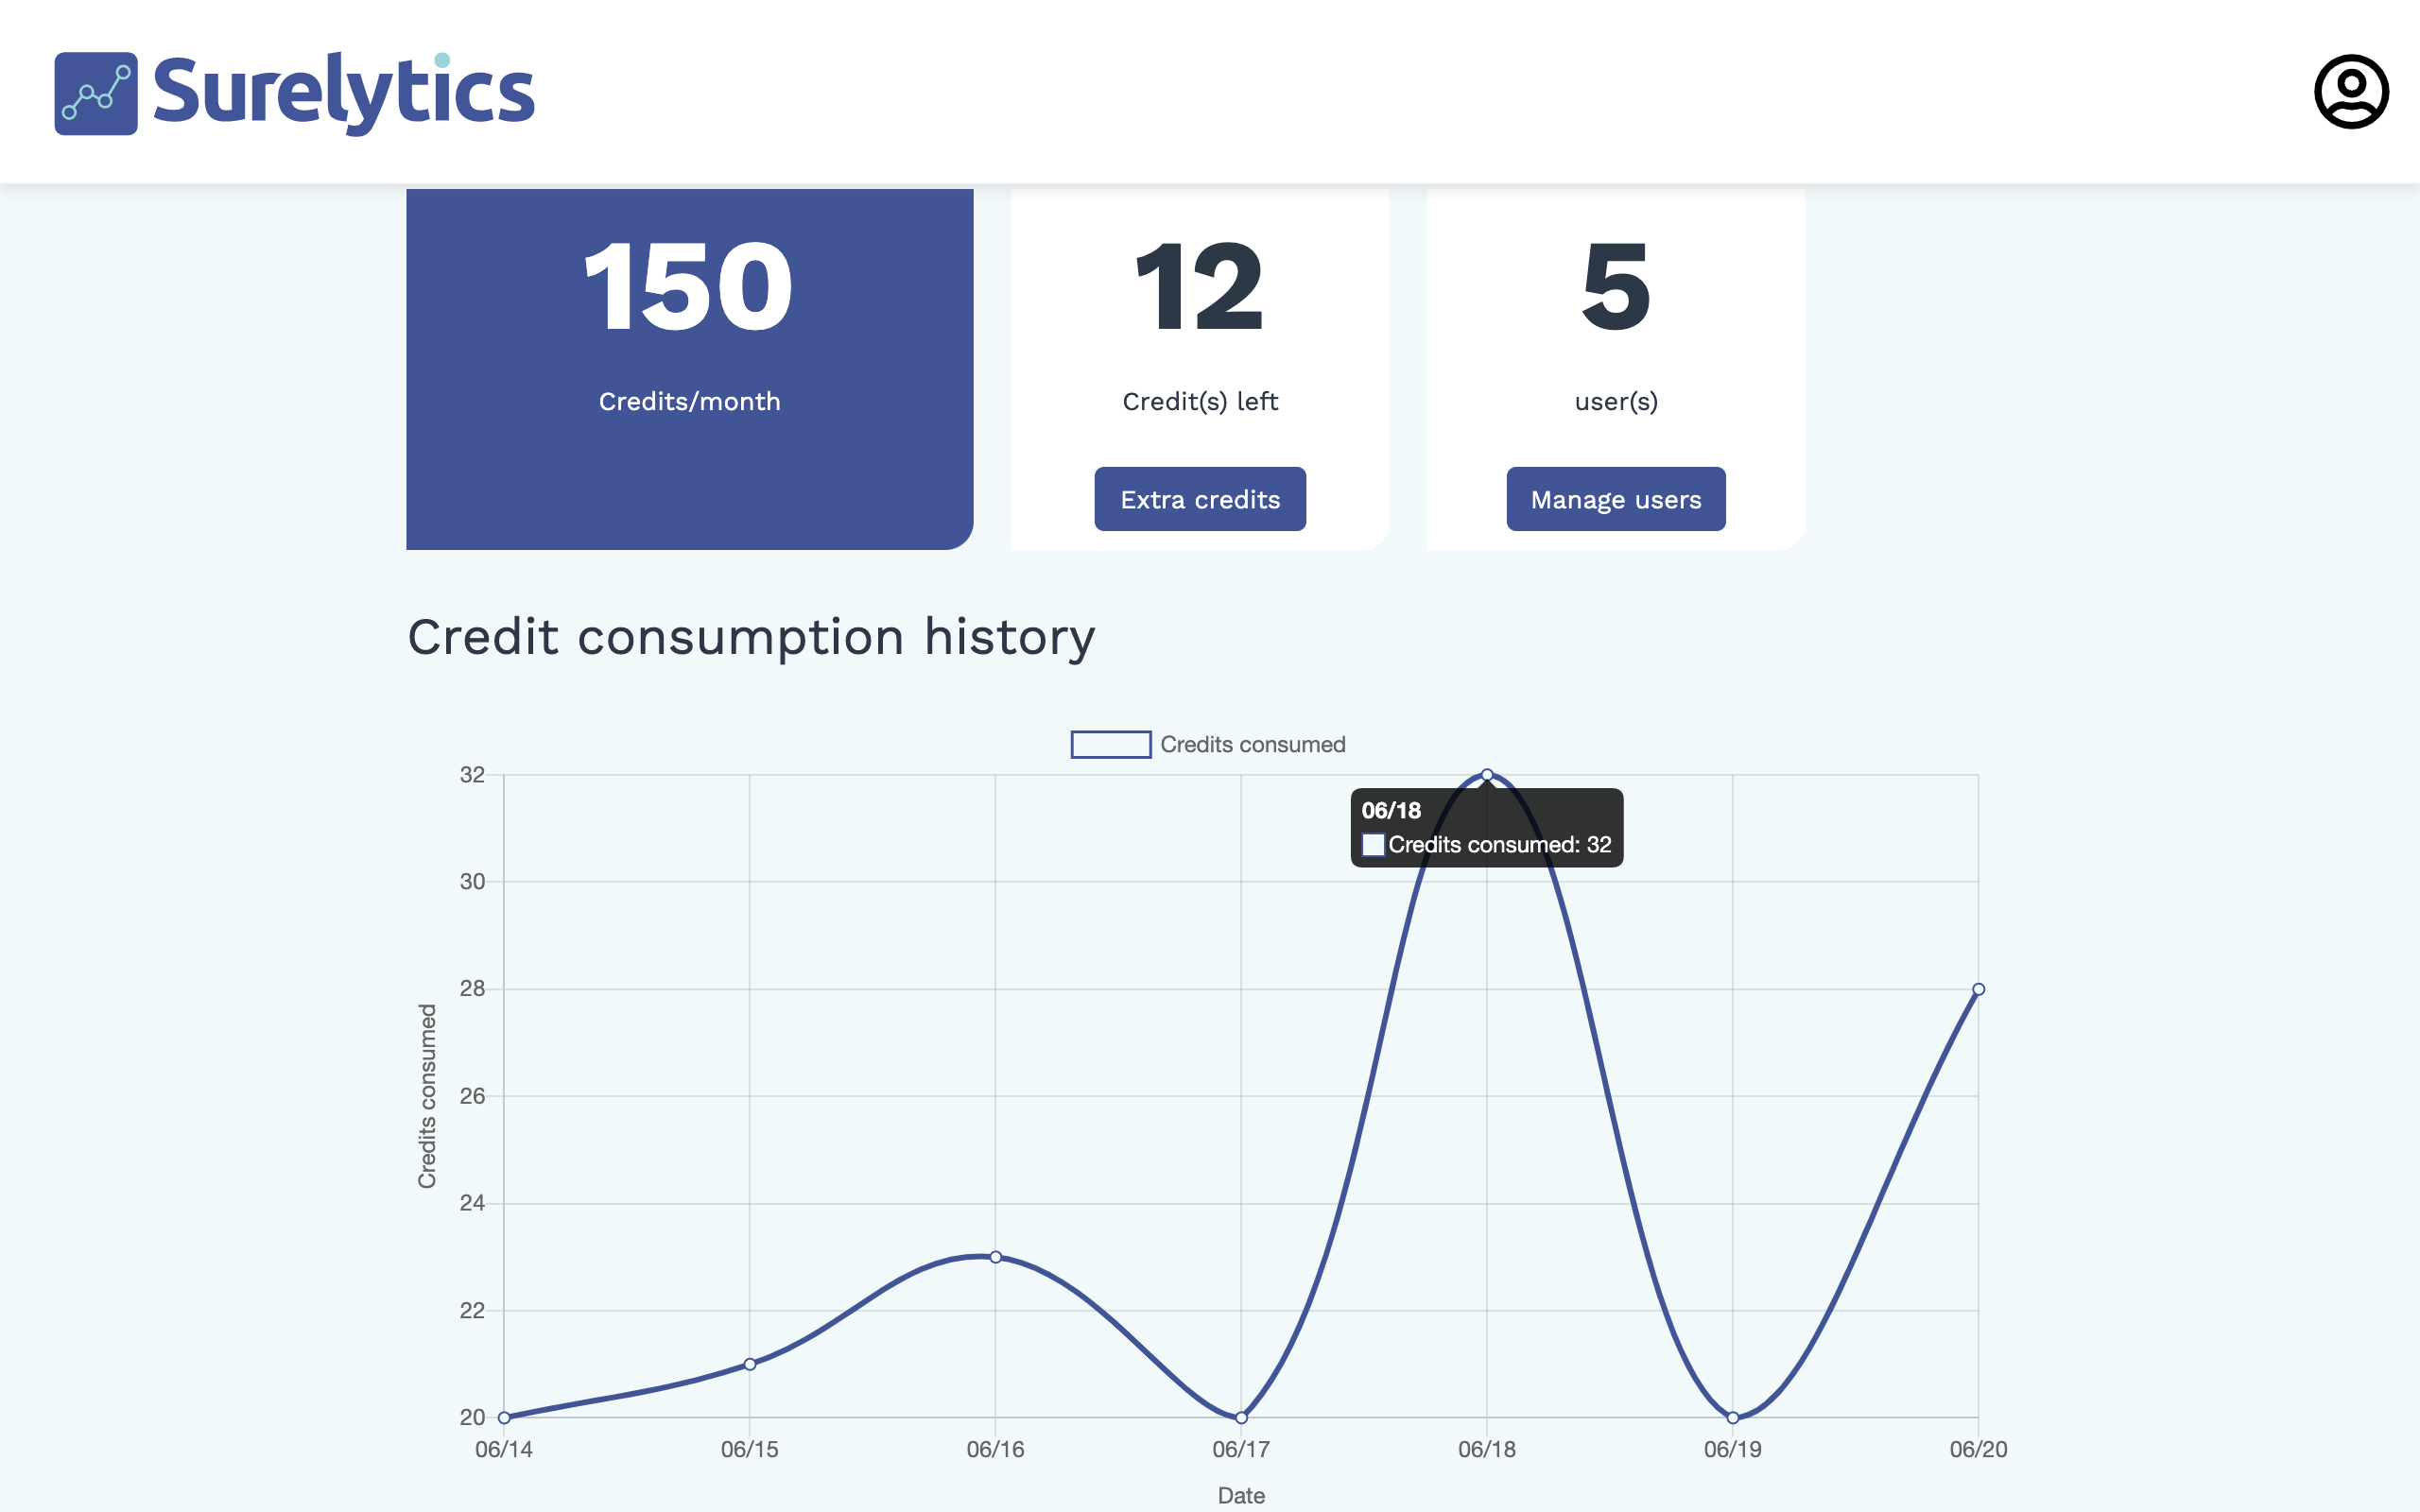 Surelytics
150
12
5
Credits/month
Credit(s) left
user(s)
Extra credits
Manage users
Credit consumption history
Credits consumed
32
06/18
Credits consumed: 32
30
28
26
24
22
20
Credits consumed
06/14
06/15
06/16
06/17
06/18
06/19
06/20
Date